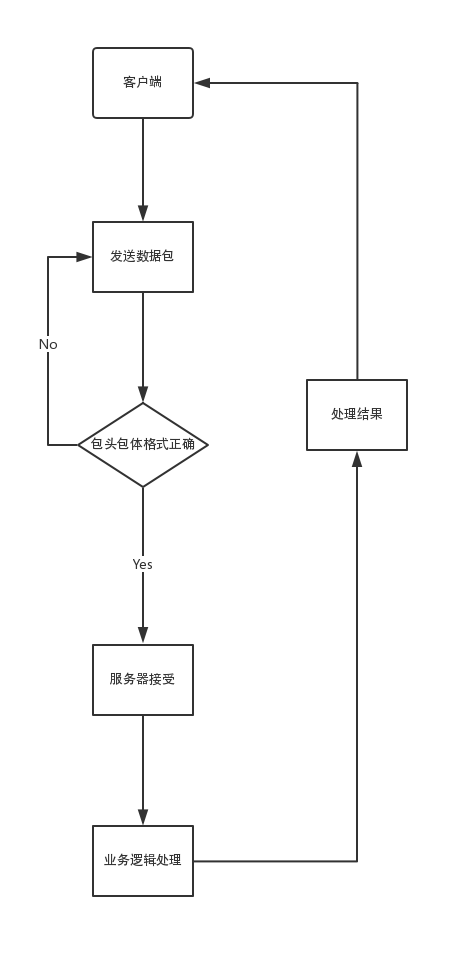 客户端
发送数据包
No
处理结果
包头包体格式正确
Yes
服务器接受
业务逻辑处理